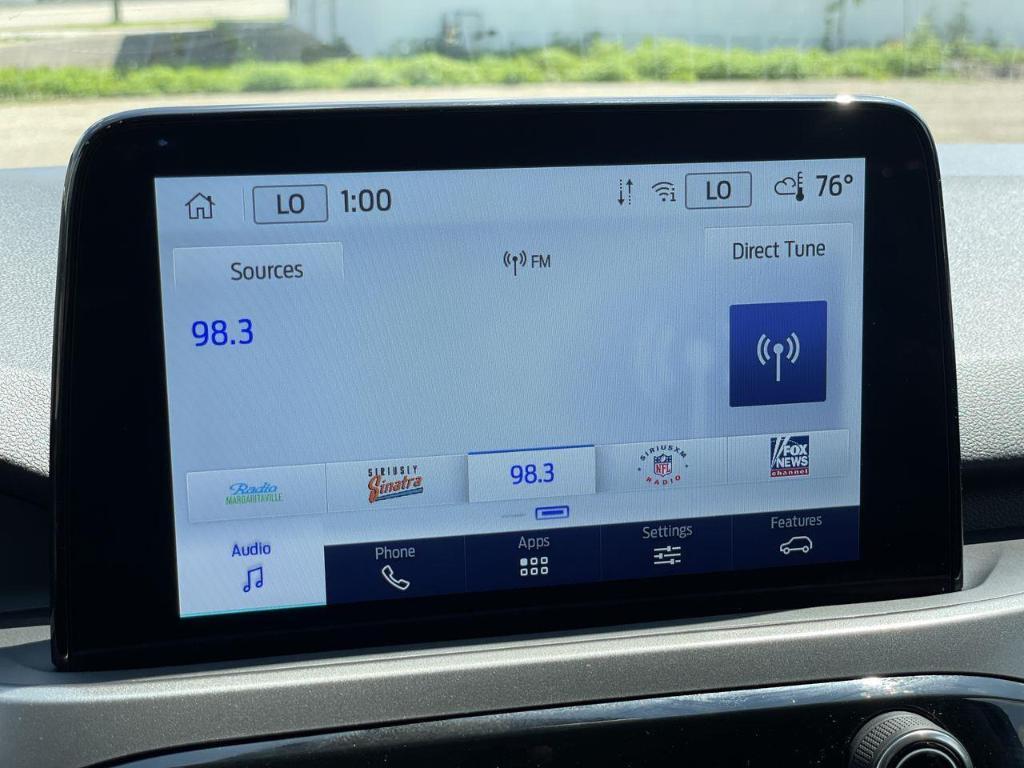 LO 1:00 LO 76°
Sources FM Direct Tune
98.3
Radio MARGARITAVILLE
SIRIUSLY Sinatra
98.3
SIRIUSXM NFL RADIO
FOX NEWS channel
Audio Phone Apps Settings Features